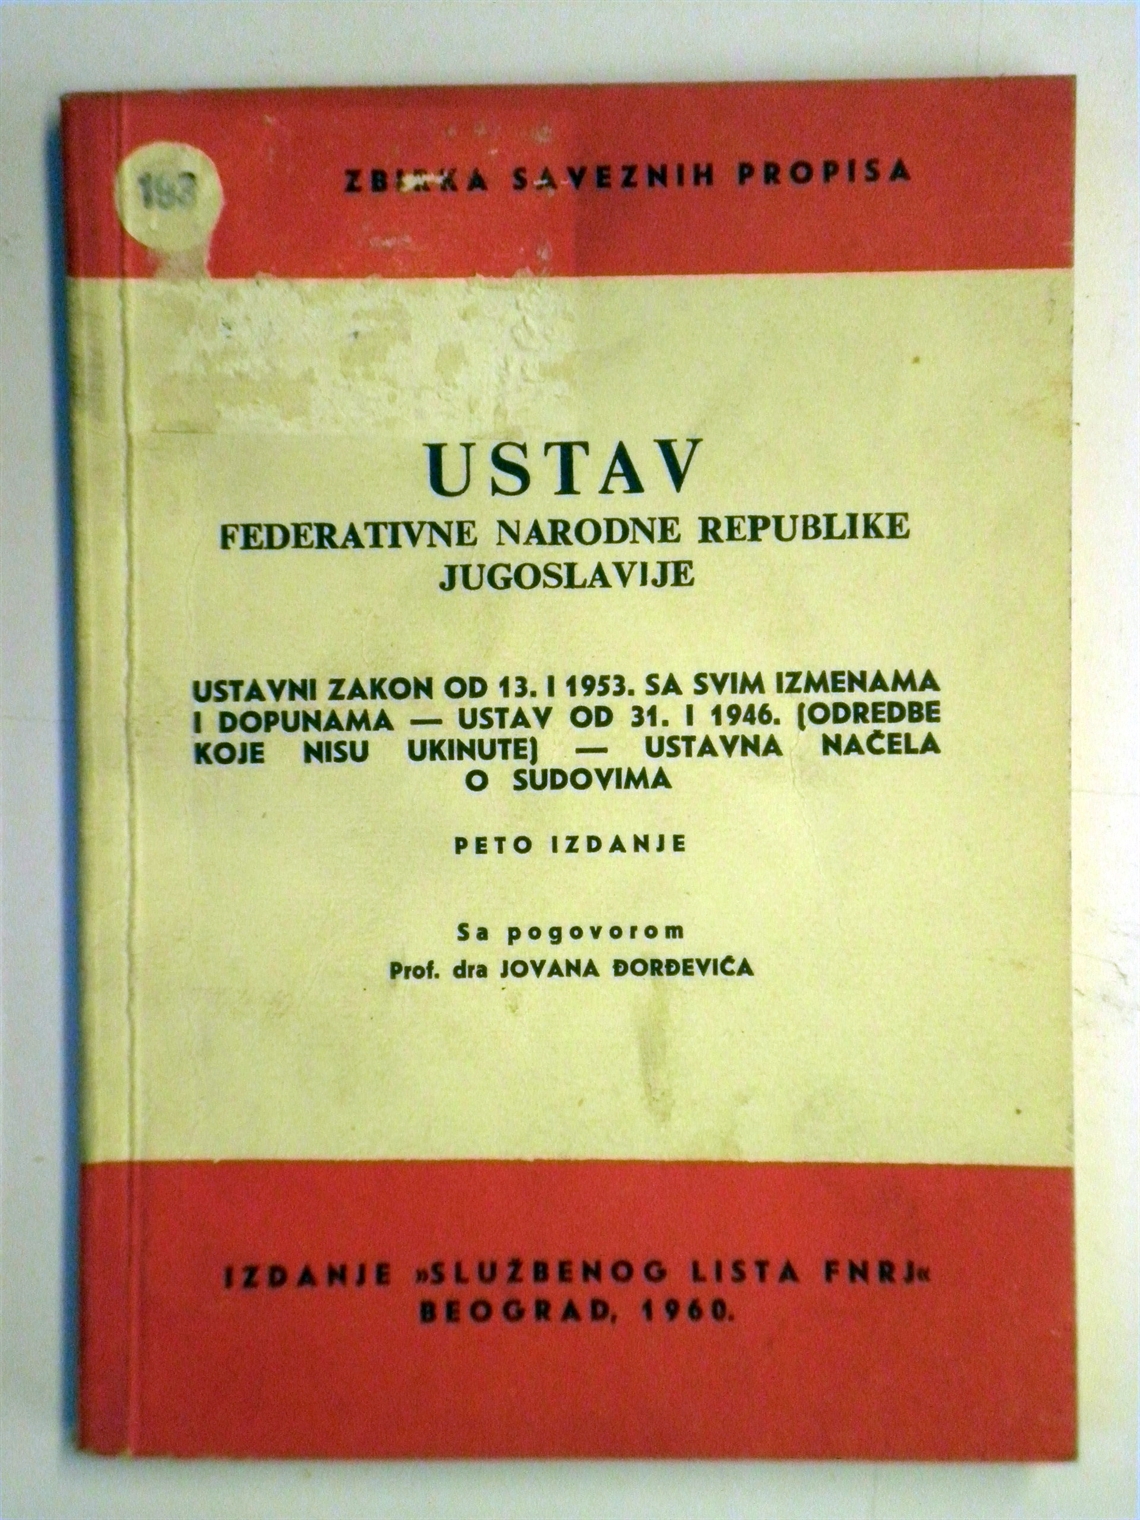 193
ZBIRKA SAVEZNIH PROPISA
USTAV
FEDERATIVNE NARODNE REPUBLIKE
JUGOSLAVIJE
USTAVNI ZAKON OD 13. I 1953. SA SVIM IZMENAMA
I DOPUNAMA — USTAV OD 31. I 1946. (ODREDBE
KOJE NISU UKINUTE) — USTAVNA NAČELA
O SUDOVIMA
PETO IZDANJE
Sa pogovorom
Prof. dra JOVANA ĐORĐEVIĆA
IZDANJE »SLUŽBENOG LISTA FNRJ«
BEOGRAD, 1960.